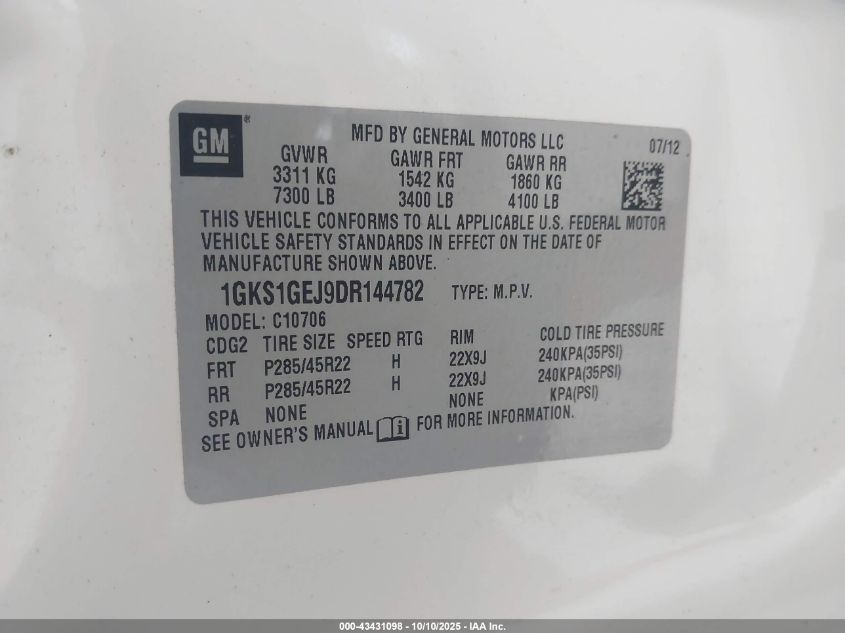 GM ®
MFD BY GENERAL MOTORS LLC 07/12
GVWR GAWR FRT GAWR RR
3311 KG 1542 KG 1860 KG
7300 LB 3400 LB 4100 LB
THIS VEHICLE CONFORMS TO ALL APPLICABLE U.S. FEDERAL MOTOR
VEHICLE SAFETY STANDARDS IN EFFECT ON THE DATE OF
MANUFACTURE SHOWN ABOVE.
1GKS1GEJ9DR144782 TYPE: M.P.V.
MODEL: C10706
CDG2 TIRE SIZE SPEED RTG RIM COLD TIRE PRESSURE
FRT P285/45R22 H 22X9J 240KPA(35PSI)
RR P285/45R22 H 22X9J 240KPA(35PSI)
SPA NONE NONE KPA(PSI)
SEE OWNER'S MANUAL i FOR MORE INFORMATION.
000-43431098 - 10/10/2025 - IAA Inc.